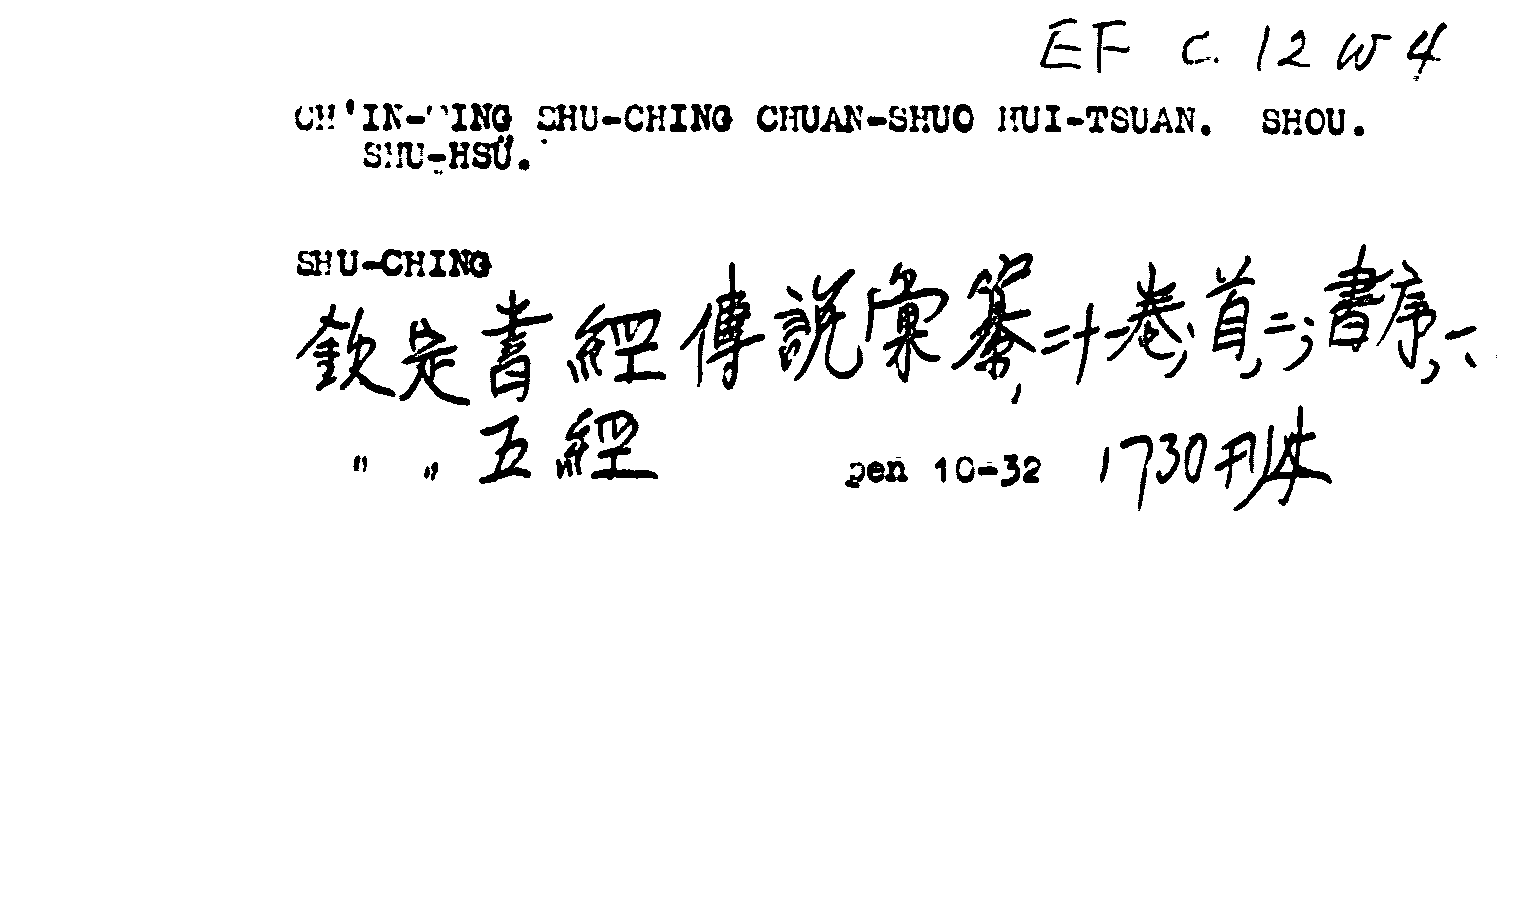 EF C. 12 W 4
CH'IN-TING SHU-CHING CHUAN-SHUO HUI-TSUAN. SHOU.
SHU-HSÜ.
SHU-CHING
欽定書經傳說彙纂,二十一卷,首,二;書序,一、
" " 五經 pen 10-32 1730刊本